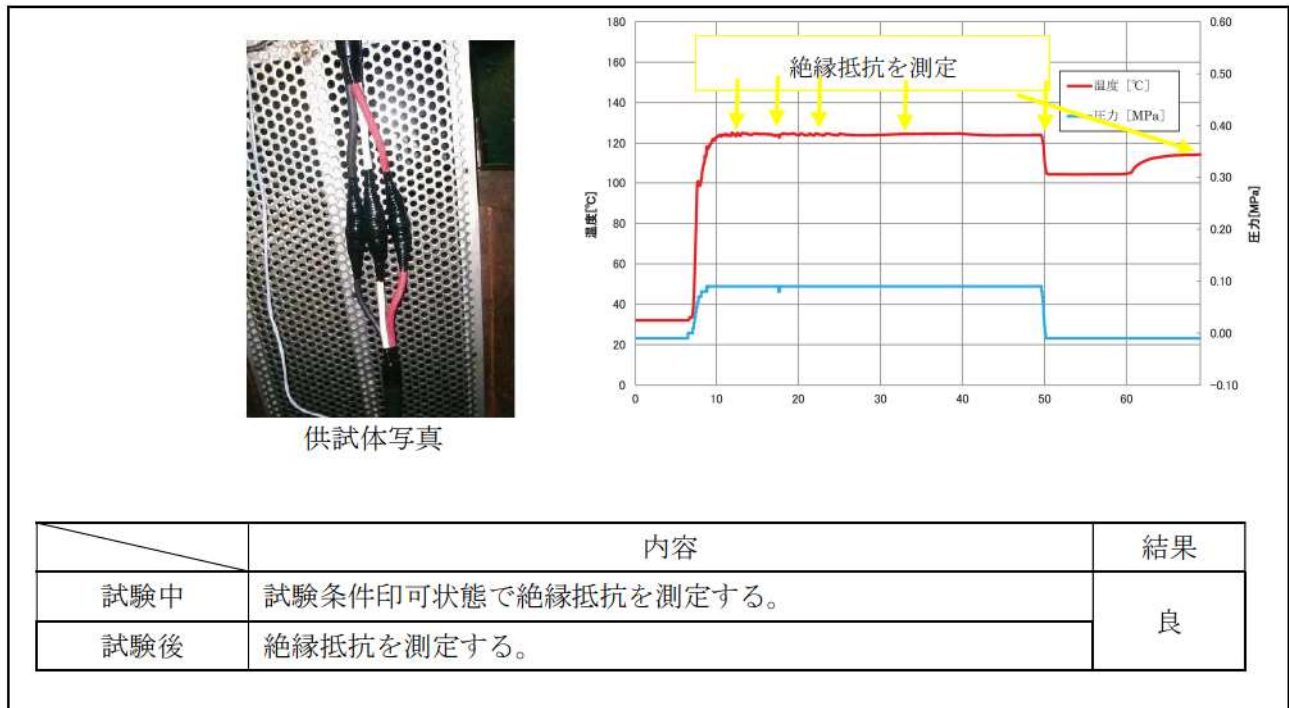 180
160
140
120
100
80
60
40
20
0
温度[℃]
絶縁抵抗を測定
温度 [℃]
圧力 [MPa]
0.60
0.50
0.40
0.30
0.20
0.10
0.00
-0.10
圧力[MPa]
0 10 20 30 40 50 60
供試体写真
内容 結果
試験中 試験条件印可状態で絶縁抵抗を測定する。 良
試験後 絶縁抵抗を測定する。